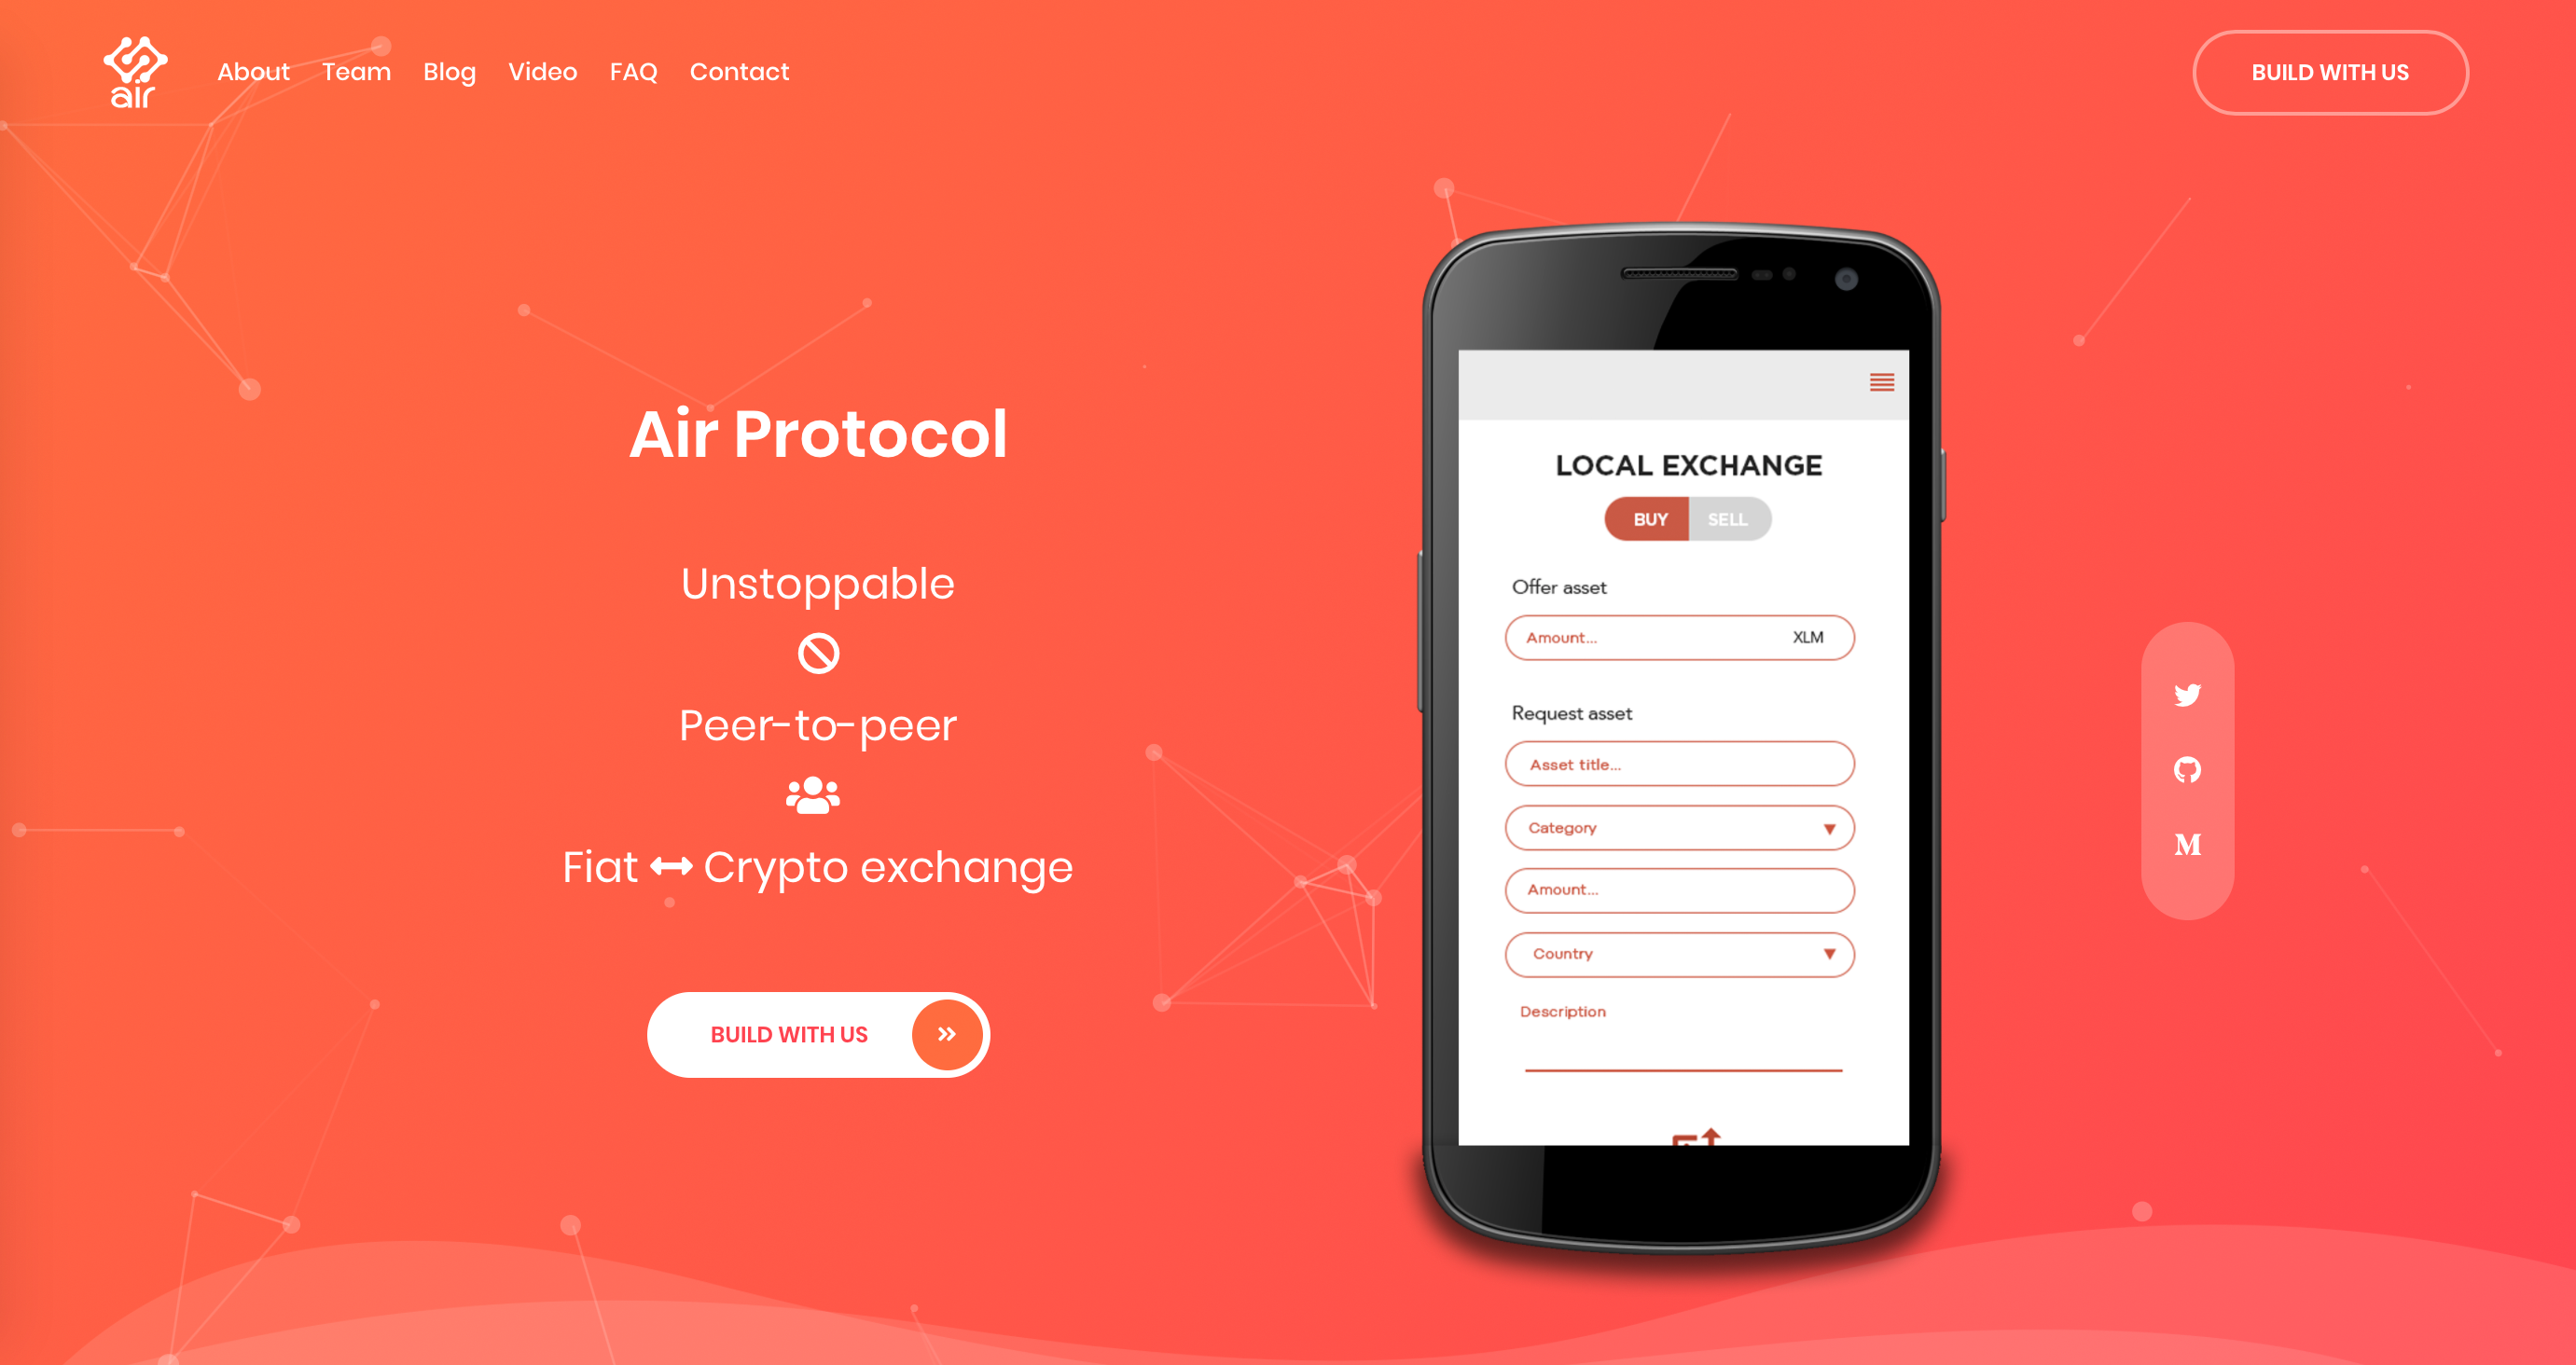 air
About Team Blog Video FAQ Contact
BUILD WITH US
Air Protocol
Unstoppable
Peer-to-peer
Fiat Crypto exchange
BUILD WITH US
LOCAL EXCHANGE
BUY SELL
Offer asset
Amount... XLM
Request asset
Asset title...
Category
Amount...
Country
Description